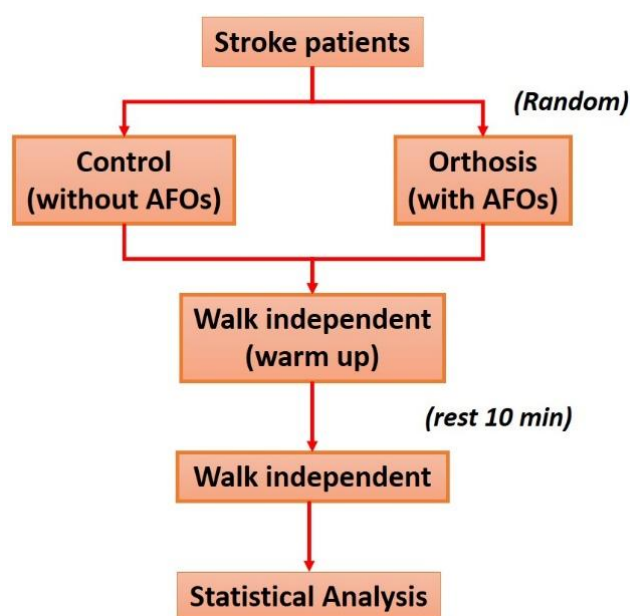 Stroke patients
(Random)
Control
(without AFOs)
Orthosis
(with AFOs)
Walk independent
(warm up)
(rest 10 min)
Walk independent
Statistical Analysis